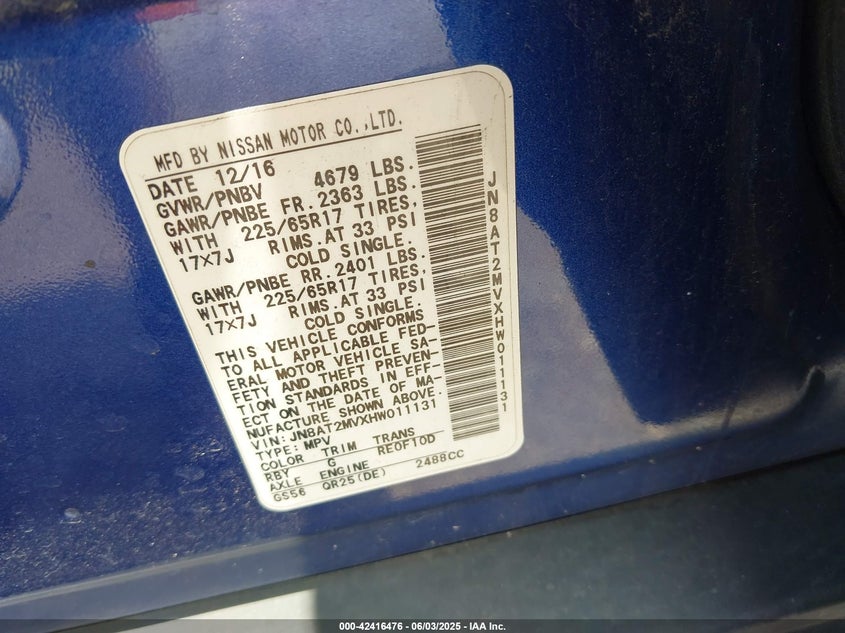 MFD BY NISSAN MOTOR CO.,LTD.
DATE 12/16
GVWR/PNBV 4679 LBS.
GAWR/PNBE FR. 2363 LBS.
WITH 225/65R17 TIRES,
17X7J RIMS.AT 33 PSI
COLD SINGLE.
GAWR/PNBE RR. 2401 LBS.
WITH 225/65R17 TIRES,
17X7J RIMS.AT 33 PSI
COLD SINGLE.
THIS VEHICLE CONFORMS
TO ALL APPLICABLE FED-
ERAL MOTOR VEHICLE SA-
FETY AND THEFT PREVEN-
TION STANDARDS IN EFF-
ECT ON THE DATE OF MA-
NUFACTURE SHOWN ABOVE.
VIN: JN8AT2MVXHW011131
TYPE: MPV
COLOR TRIM TRANS
RBY G RE0F10D
AXLE ENGINE
GS56 QR25(DE) 2488CC
JN8AT2MVXHW011131
000-42416476 - 06/03/2025 - IAA Inc.